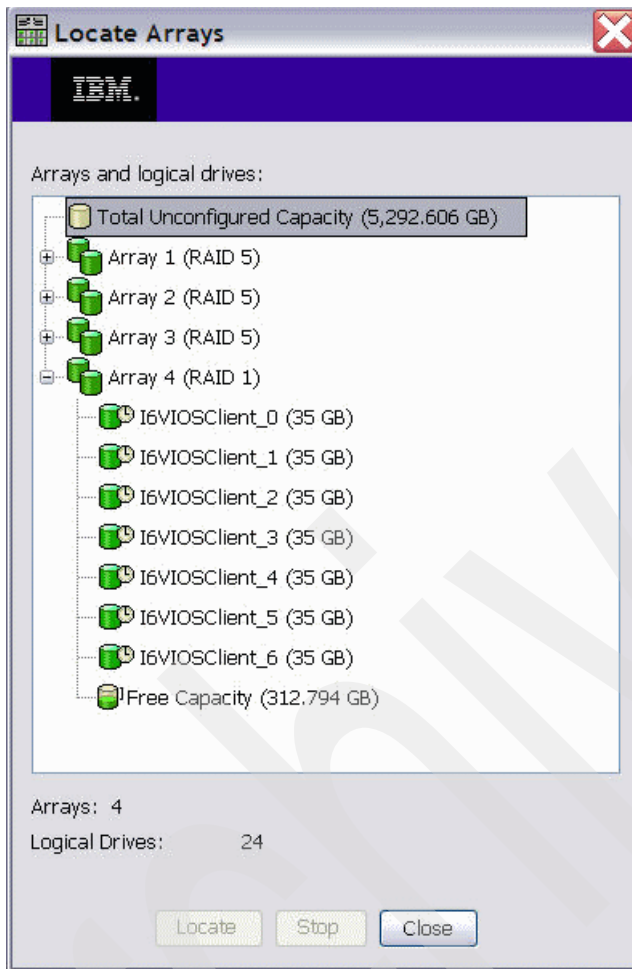 Locate Arrays
IBM.
Arrays and logical drives:
Total Unconfigured Capacity (5,292.606 GB)
Array 1 (RAID 5)
Array 2 (RAID 5)
Array 3 (RAID 5)
Array 4 (RAID 1)
I6VIOSClient_0 (35 GB)
I6VIOSClient_1 (35 GB)
I6VIOSClient_2 (35 GB)
I6VIOSClient_3 (35 GB)
I6VIOSClient_4 (35 GB)
I6VIOSClient_5 (35 GB)
I6VIOSClient_6 (35 GB)
Free Capacity (312.794 GB)
Arrays: 4
Logical Drives: 24
Locate Stop Close